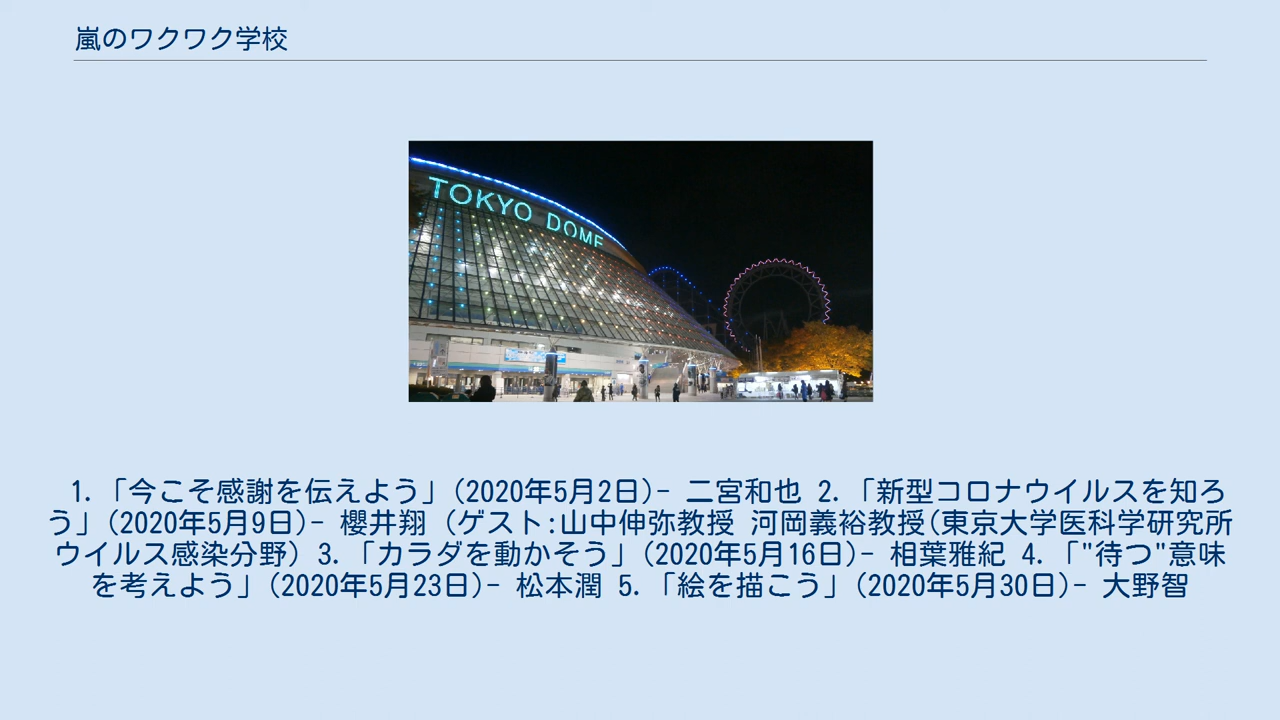 嵐のワクワク学校
TOKYO DOME
1.「今こそ感謝を伝えよう」(2020年5月2日)- 二宮和也 2.「新型コロナウイルスを知ろ
う」(2020年5月9日)- 櫻井翔 (ゲスト:山中伸弥教授 河岡義裕教授(東京大学医科学研究所
ウイルス感染分野) 3.「カラダを動かそう」(2020年5月16日)- 相葉雅紀 4.「"待つ"意味
を考えよう」(2020年5月23日)- 松本潤 5.「絵を描こう」(2020年5月30日)- 大野智